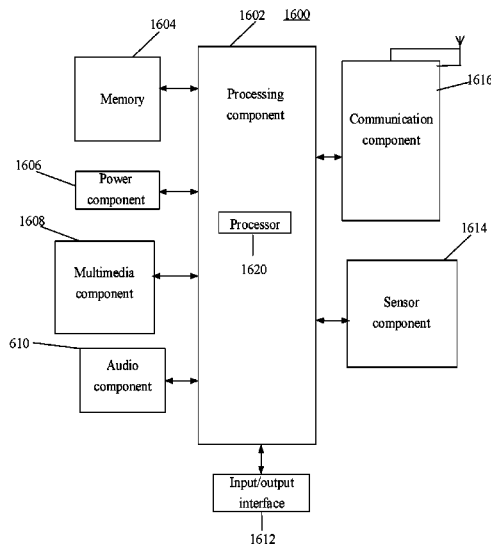 1604
1602
1600
Memory
Processing
component
1616
Communication
component
1606
Power
component
Processor
1620
1608
Multimedia
component
1614
Sensor
component
610
Audio
component
Input/output
interface
1612